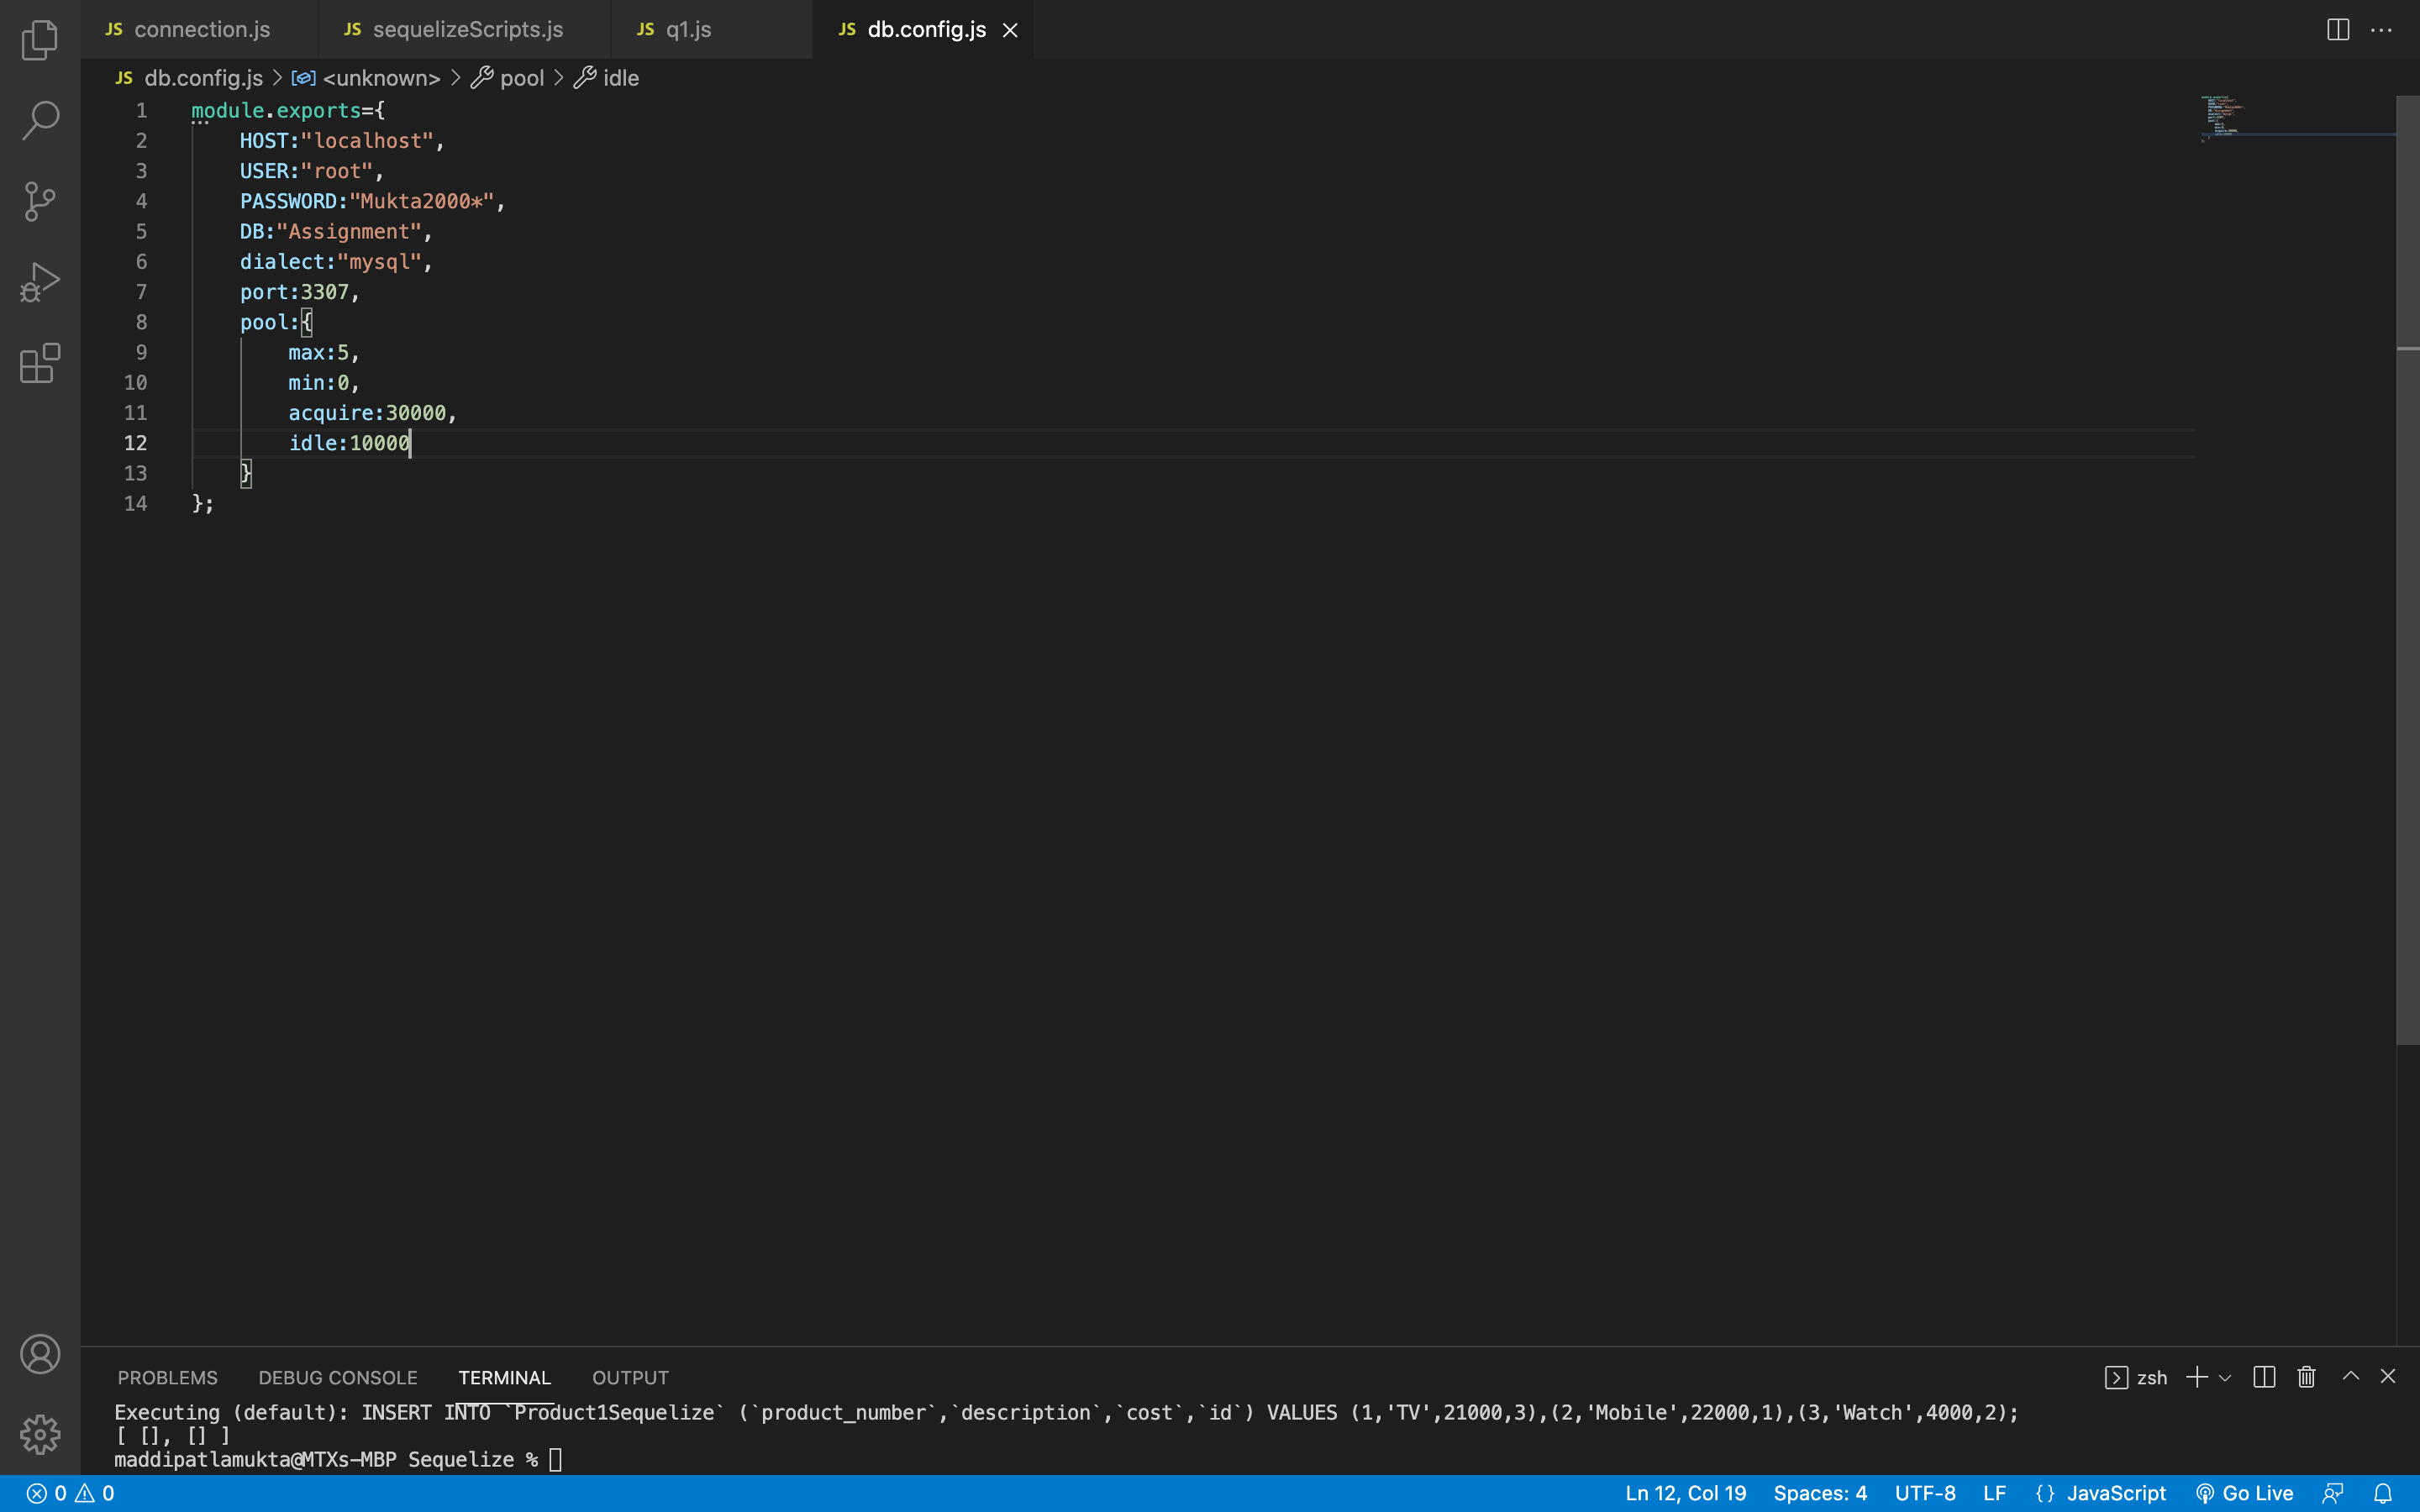 JS connection.js JS sequelizeScripts.js JS q1.js JS db.config.js
JS db.config.js > <unknown> > pool > idle
1 module.exports={
2 HOST:"localhost",
3 USER:"root",
4 PASSWORD:"Mukta2000*",
5 DB:"Assignment",
6 dialect:"mysql",
7 port:3307,
8 pool:{
9 max:5,
10 min:0,
11 acquire:30000,
12 idle:10000
13 }
14 };
PROBLEMS DEBUG CONSOLE TERMINAL OUTPUT zsh
Executing (default): INSERT INTO `Product1Sequelize` (`product_number`,`description`,`cost`,`id`) VALUES (1,'TV',21000,3),(2,'Mobile',22000,1),(3,'Watch',4000,2);
[ [], [] ]
maddipatlamukta@MTXs-MBP Sequelize %
0 0 Ln 12, Col 19 Spaces: 4 UTF-8 LF {} JavaScript Go Live